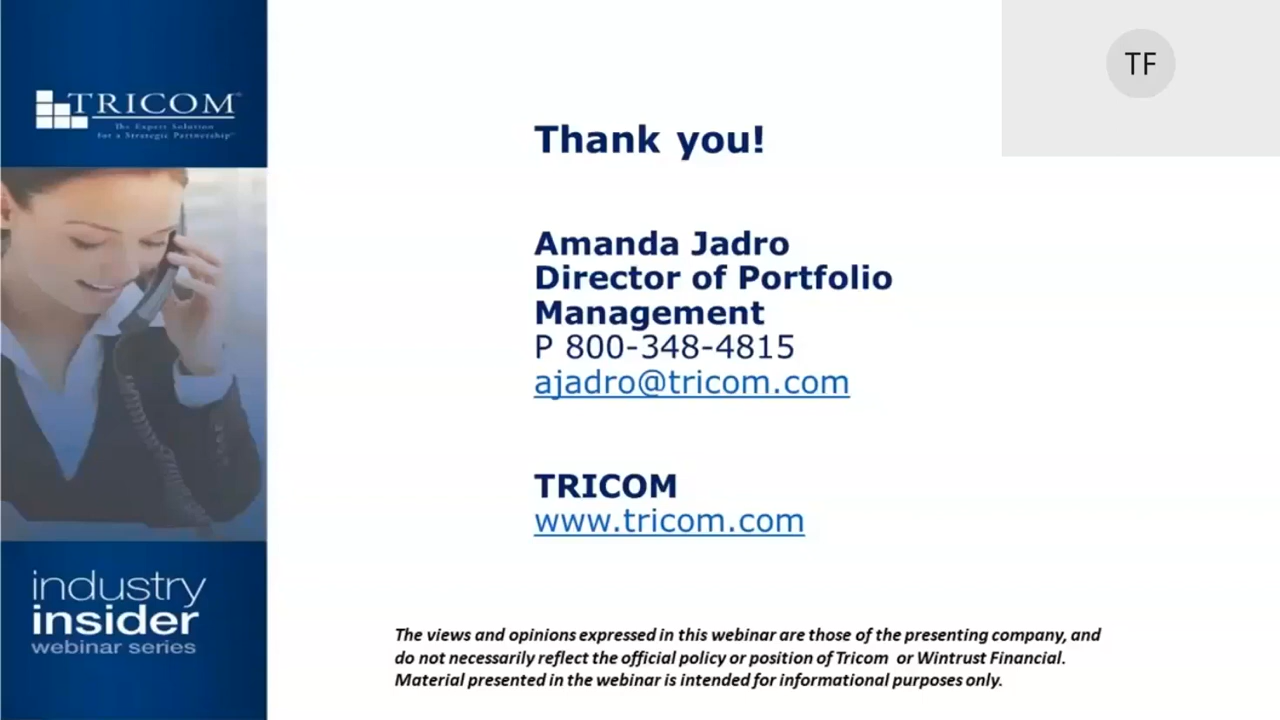 TRICOM
The Expert Solution
for a Strategic Partnership
TF
Thank you!
Amanda Jadro
Director of Portfolio
Management
P 800-348-4815
ajadro@tricom.com
TRICOM
www.tricom.com
industry
insider
webinar series
The views and opinions expressed in this webinar are those of the presenting company, and
do not necessarily reflect the official policy or position of Tricom or Wintrust Financial.
Material presented in the webinar is intended for informational purposes only.